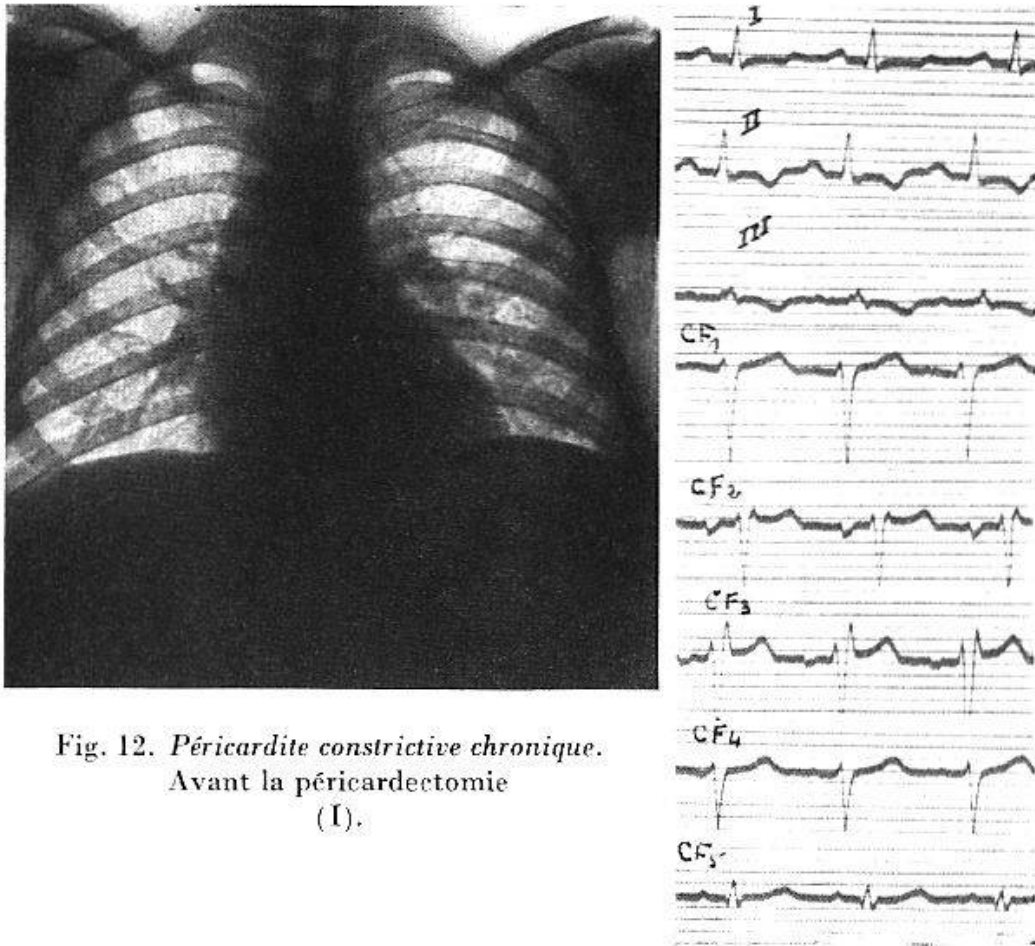 Fig. 12. Péricardite constrictive chronique.
Avant la péricardectomie
(I).
I
II
III
CF1
CF2
CF3
CF4
CF5